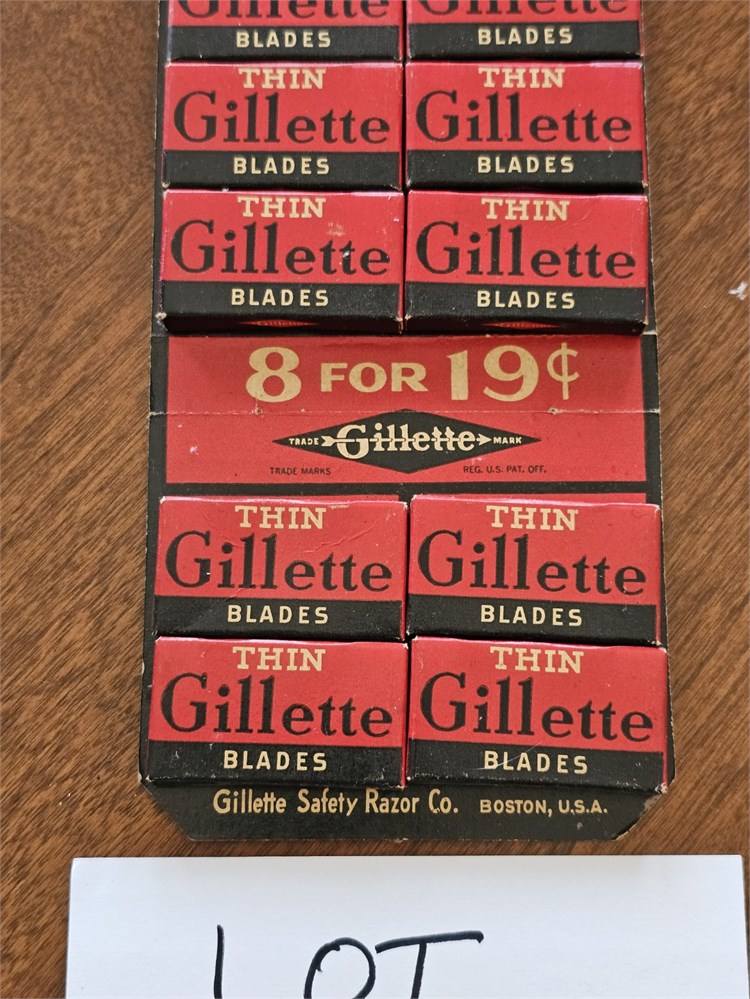 Gillette Gillette
BLADES BLADES
THIN THIN
Gillette Gillette
BLADES BLADES
THIN THIN
Gillette Gillette
BLADES BLADES
8 FOR 19¢
TRADE Gillette MARK
TRADE MARKS REG. U.S. PAT. OFF.
THIN THIN
Gillette Gillette
BLADES BLADES
THIN THIN
Gillette Gillette
BLADES BLADES
Gillette Safety Razor Co. BOSTON, U.S.A.
LOT